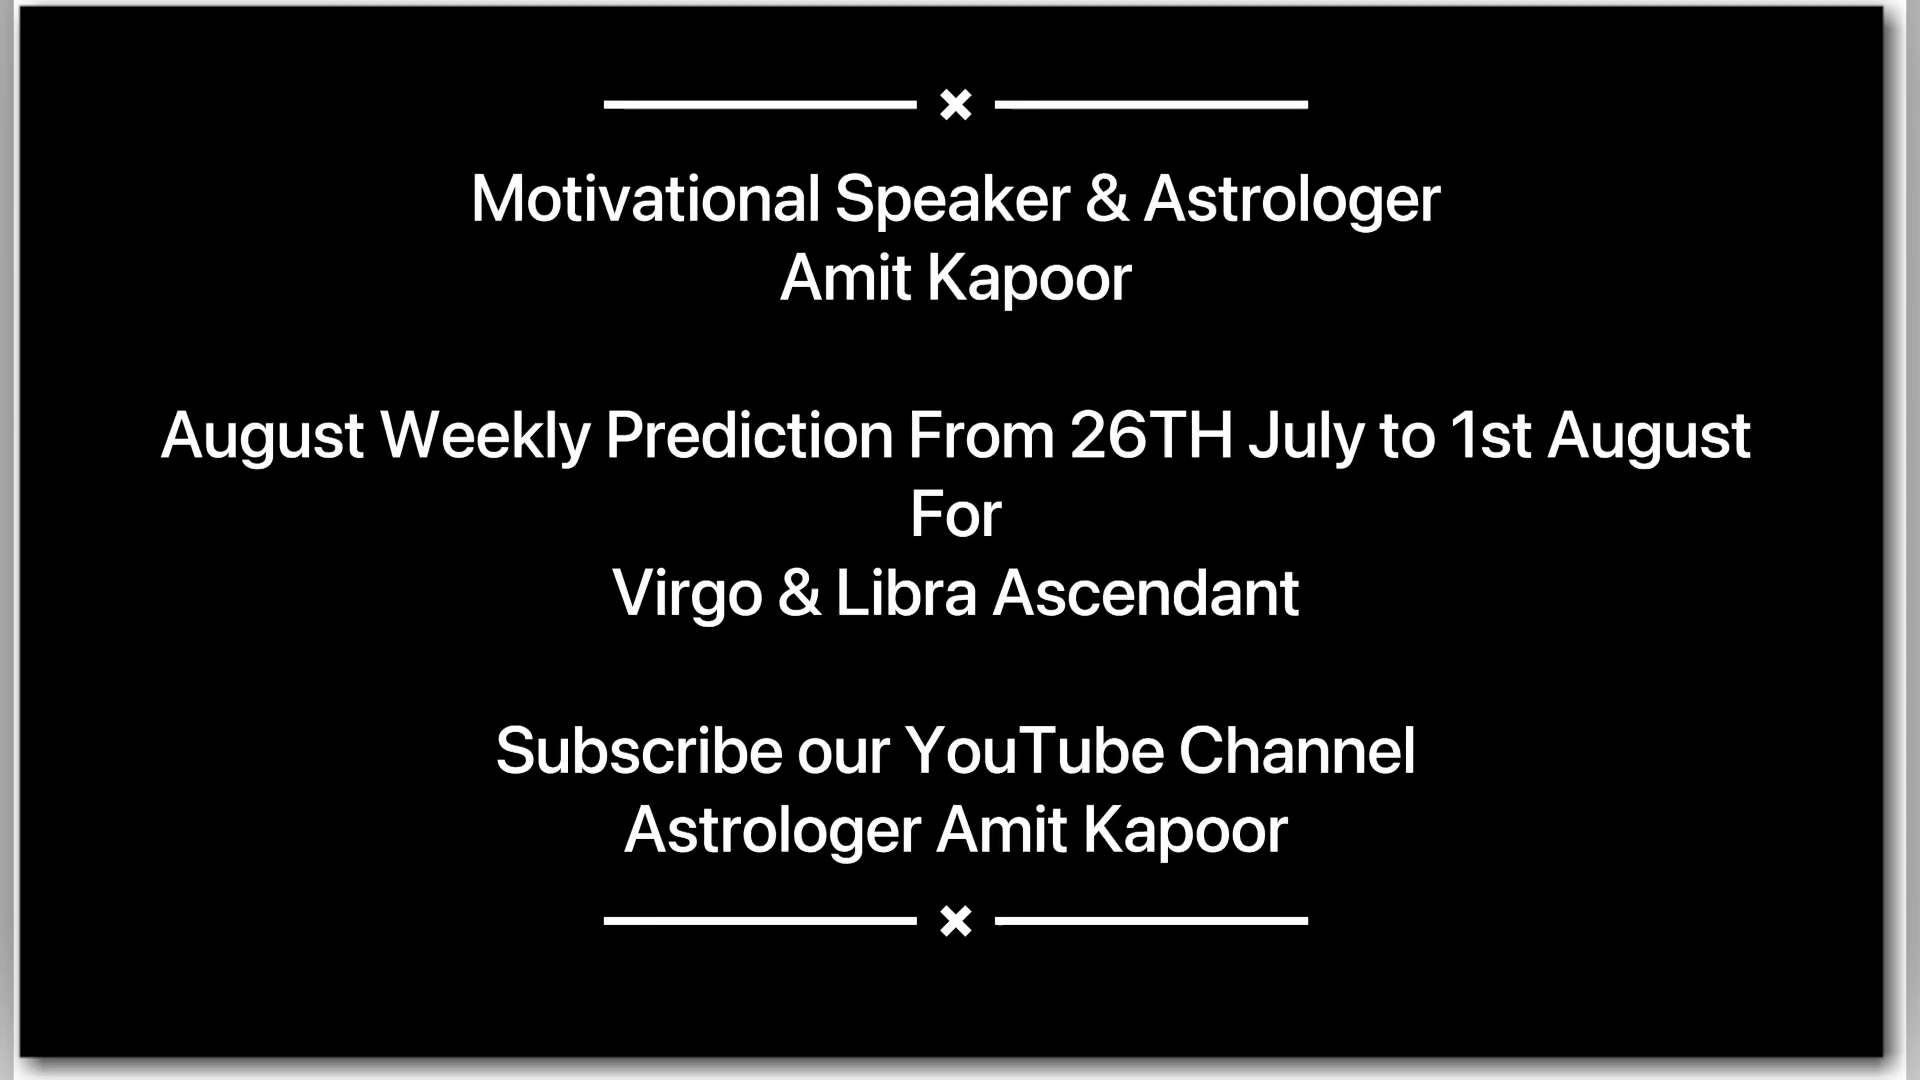 Motivational Speaker & Astrologer
Amit Kapoor
August Weekly Prediction From 26TH July to 1st August
For
Virgo & Libra Ascendant
Subscribe our YouTube Channel
Astrologer Amit Kapoor